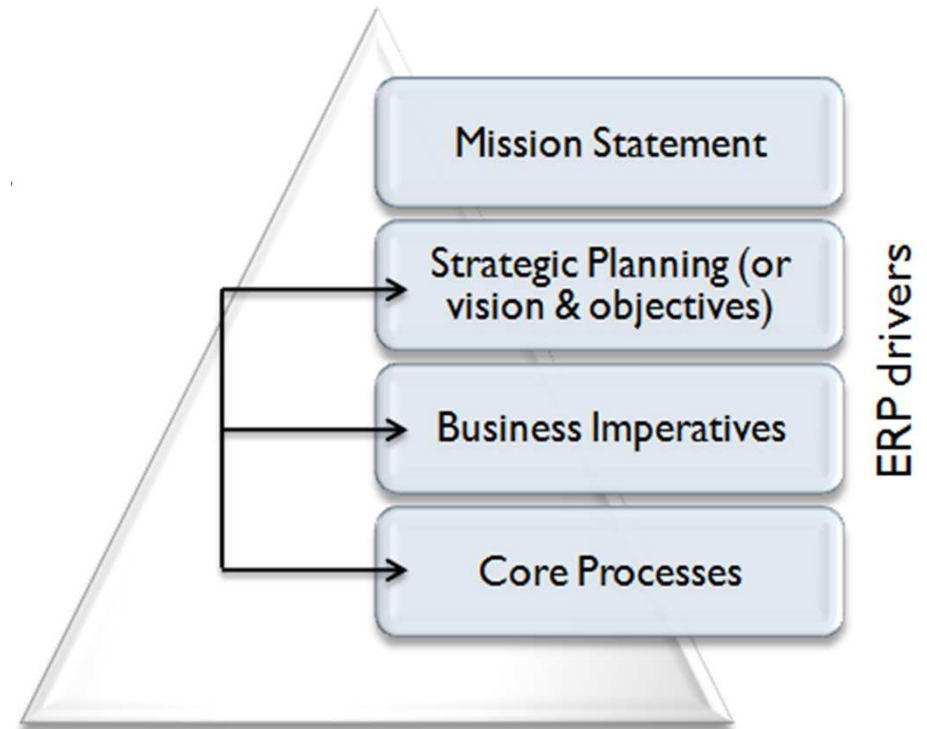 Mission Statement
Strategic Planning (or
vision & objectives)
Business Imperatives
Core Processes
ERP drivers